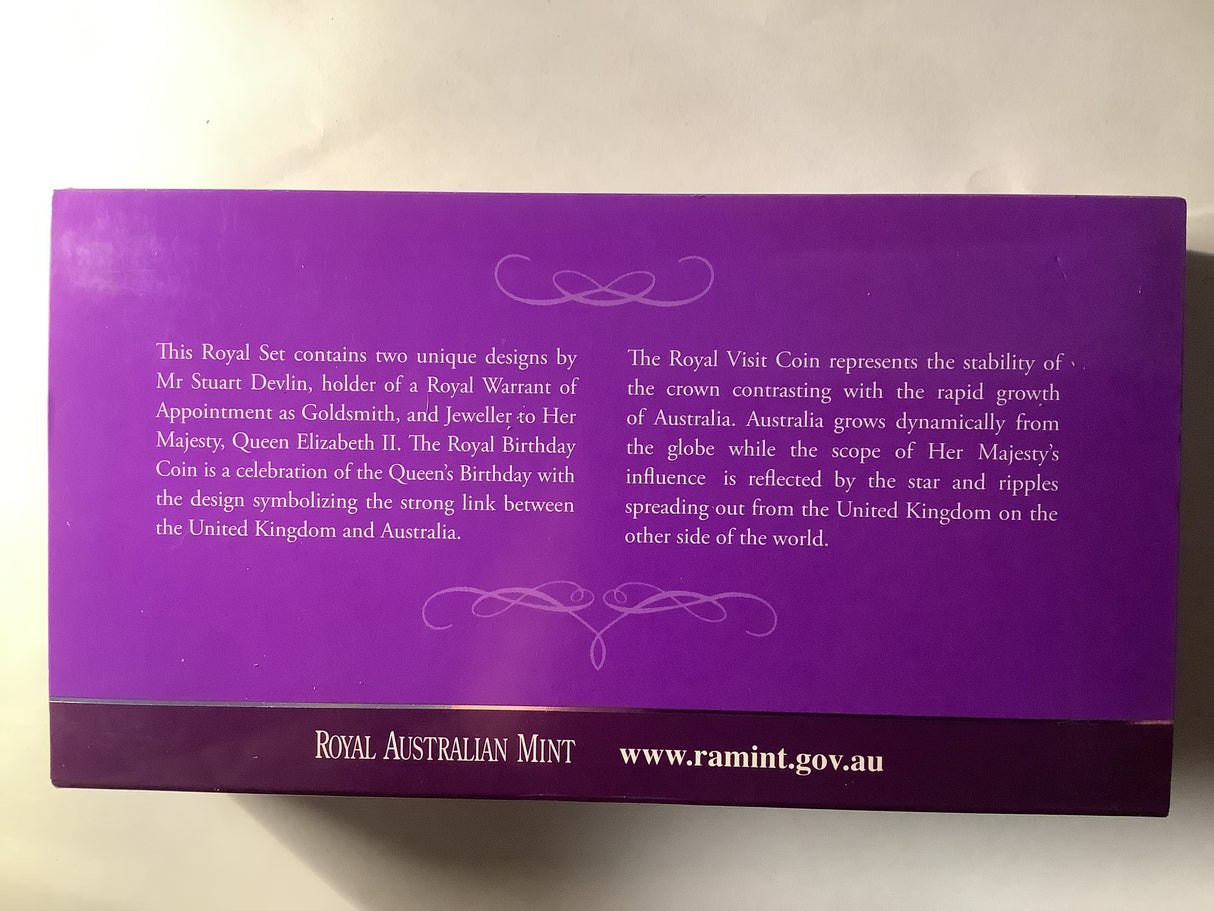 This Royal Set contains two unique designs by
Mr Stuart Devlin, holder of a Royal Warrant of
Appointment as Goldsmith, and Jeweller to Her
Majesty, Queen Elizabeth II. The Royal Birthday
Coin is a celebration of the Queen's Birthday with
the design symbolizing the strong link between
the United Kingdom and Australia.
The Royal Visit Coin represents the stability of
the crown contrasting with the rapid growth
of Australia. Australia grows dynamically from
the globe while the scope of Her Majesty's
influence is reflected by the star and ripples
spreading out from the United Kingdom on the
other side of the world.
ROYAL AUSTRALIAN MINT www.ramint.gov.au